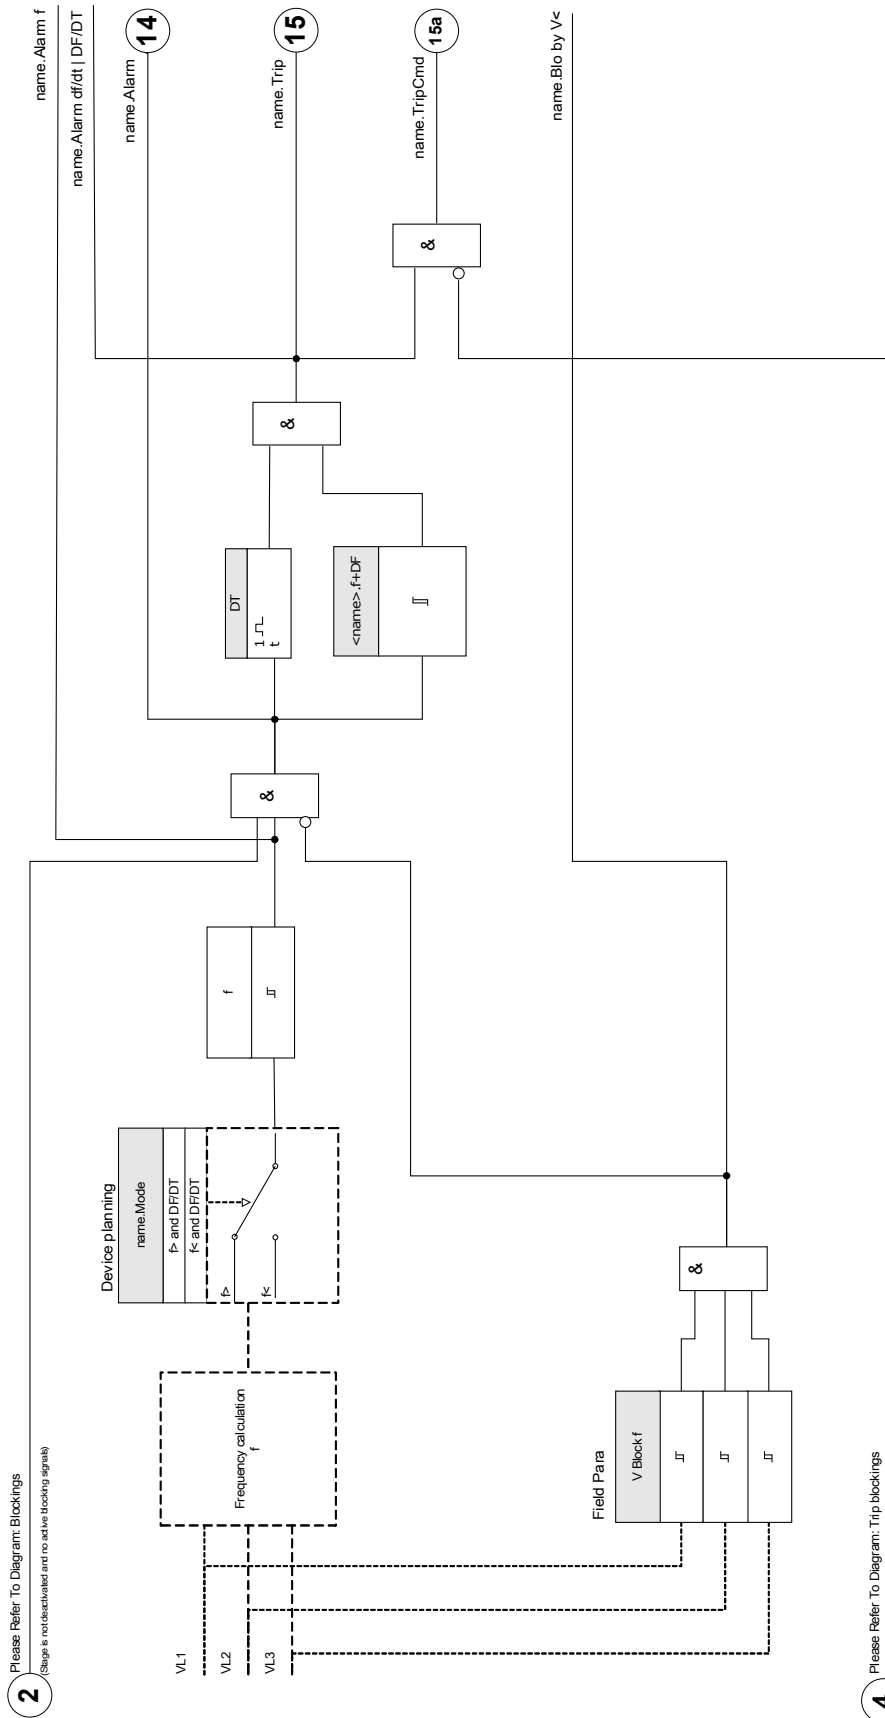 2
Please Refer To Diagram: Blockings
(Stage is not deactivated and no active blocking signals)
name.Alarm f
name.Alarm df/dt | DF/DT
14
name.Alarm
15
name.Trip
15a
name.TripCmd
name.Blo by V<
&
&
DT
1
t
<name>.f+DF
&
f
Device planning
name.Mode
f> and DF/DT
f< and DF/DT
f>
f<
Frequency calculation
f
VL1
VL2
VL3
&
Field Para
V Block f
4
Please Refer To Diagram: Trip blockings